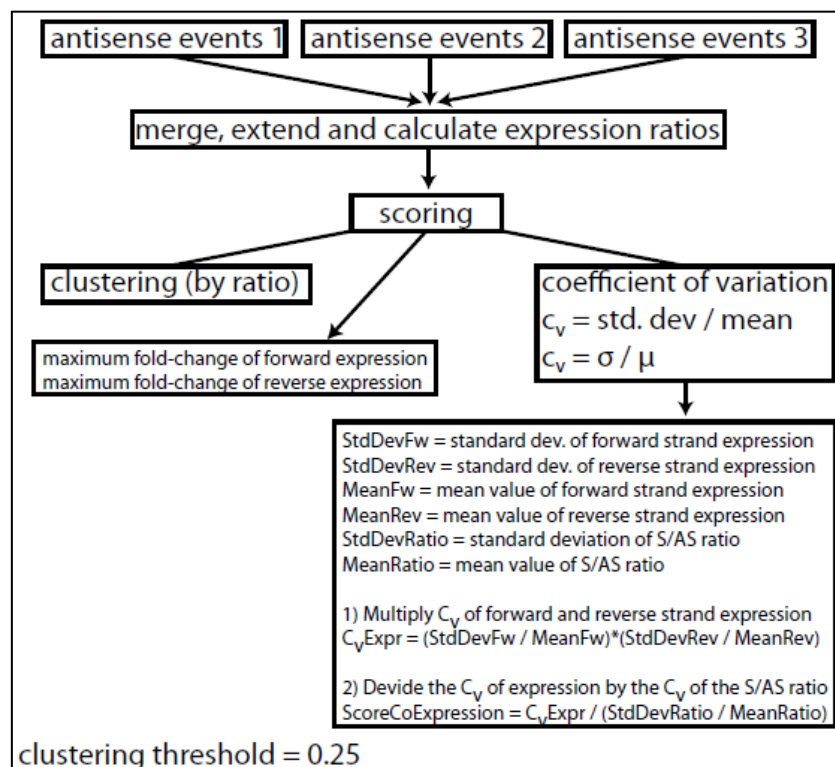 antisense events 1
antisense events 2
antisense events 3
merge, extend and calculate expression ratios
scoring
clustering (by ratio)
maximum fold-change of forward expression
maximum fold-change of reverse expression
coefficient of variation
cv = std. dev / mean
cv = σ / μ
StdDevFw = standard dev. of forward strand expression
StdDevRev = standard dev. of reverse strand expression
MeanFw = mean value of forward strand expression
MeanRev = mean value of reverse strand expression
StdDevRatio = standard deviation of S/AS ratio
MeanRatio = mean value of S/AS ratio
1) Multiply Cv of forward and reverse strand expression
CvExpr = (StdDevFw / MeanFw)*(StdDevRev / MeanRev)
2) Devide the Cv of expression by the Cv of the S/AS ratio
ScoreCoExpression = CvExpr / (StdDevRatio / MeanRatio)
clustering threshold = 0.25